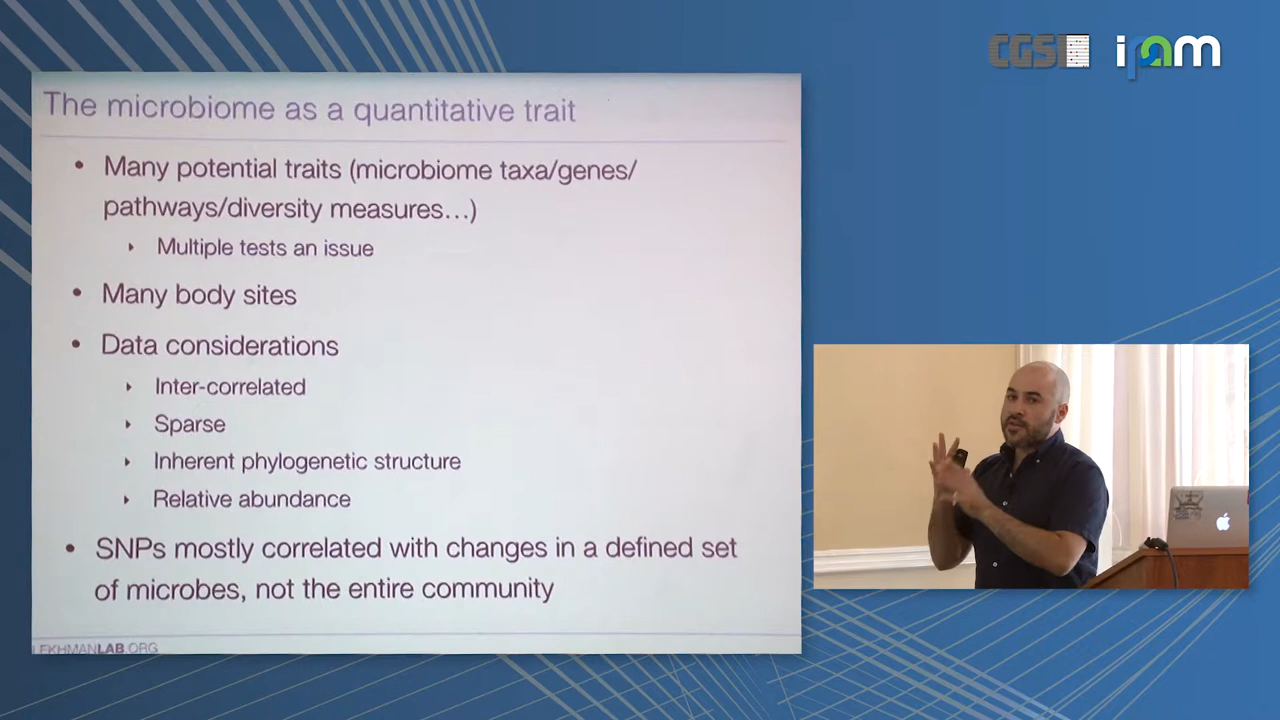 CGSI ipam
The microbiome as a quantitative trait
• Many potential traits (microbiome taxa/genes/
pathways/diversity measures…)
‣ Multiple tests an issue
• Many body sites
• Data considerations
‣ Inter-correlated
‣ Sparse
‣ Inherent phylogenetic structure
‣ Relative abundance
• SNPs mostly correlated with changes in a defined set
of microbes, not the entire community
LEKHMANLAB.ORG